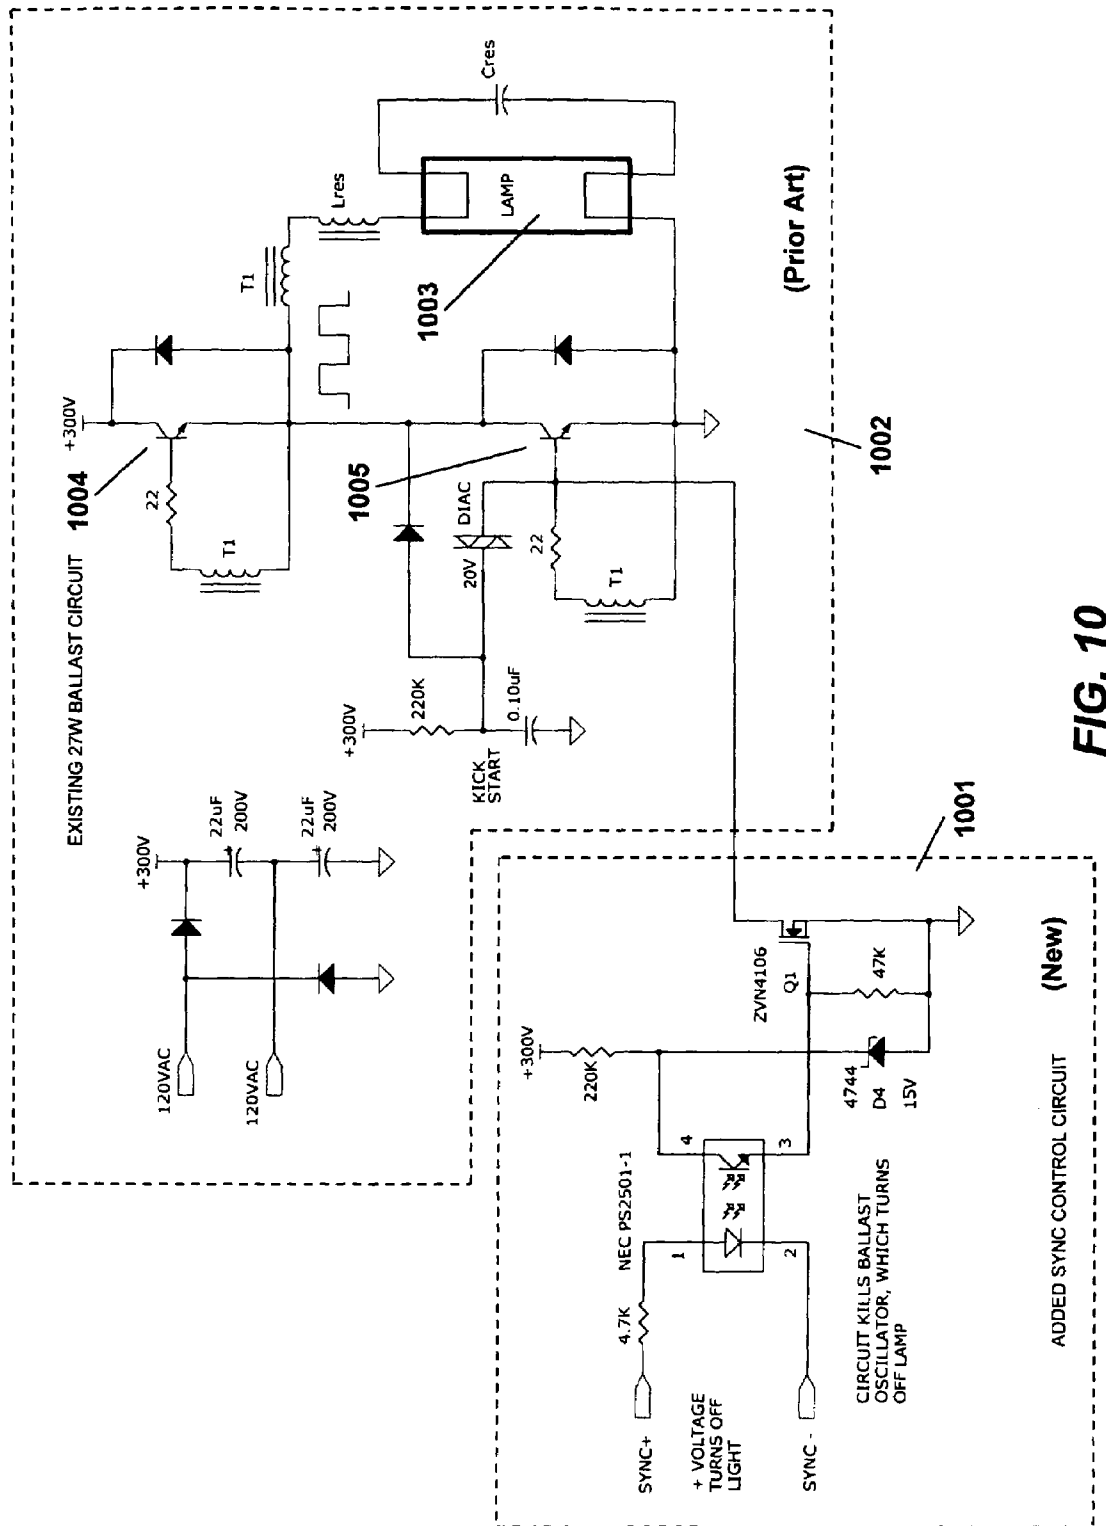 EXISTING 27W BALLAST CIRCUIT
120VAC
120VAC
+300V
22uF
200V
22uF
200V
+
+
+300V
220K
KICK
START
0.10uF
20V
DIAC
+300V
1004
22
T1
1005
22
T1
T1
Lres
LAMP
1003
Cres
(Prior Art)
1002
1001
SYNC+
4.7K
+ VOLTAGE
TURNS OFF
LIGHT
SYNC -
NEC PS2501-1
1
2
4
3
+300V
220K
ZVN4106
Q1
47K
4744
D4
15V
CIRCUIT KILLS BALLAST
OSCILLATOR, WHICH TURNS
OFF LAMP
(New)
ADDED SYNC CONTROL CIRCUIT
FIG. 10